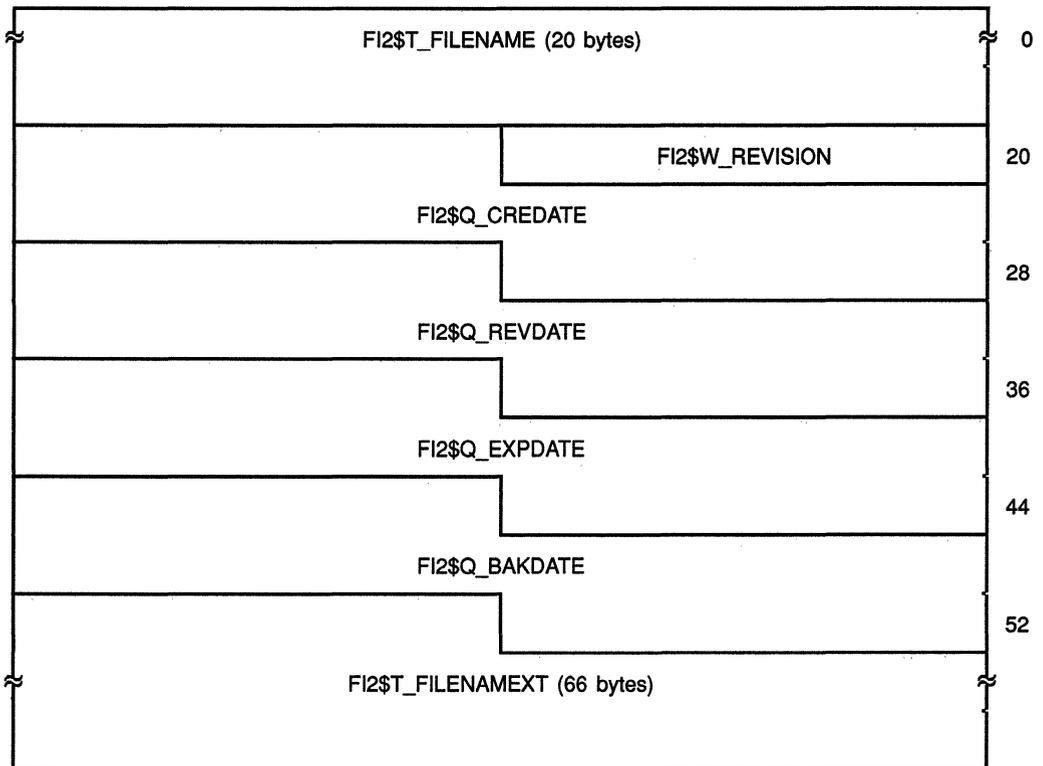 FI2$T_FILENAME (20 bytes) 0
FI2$W_REVISION 20
FI2$Q_CREDATE
28
FI2$Q_REVDATE
36
FI2$Q_EXPDATE
44
FI2$Q_BAKDATE
52
FI2$T_FILENAMEXT (66 bytes)